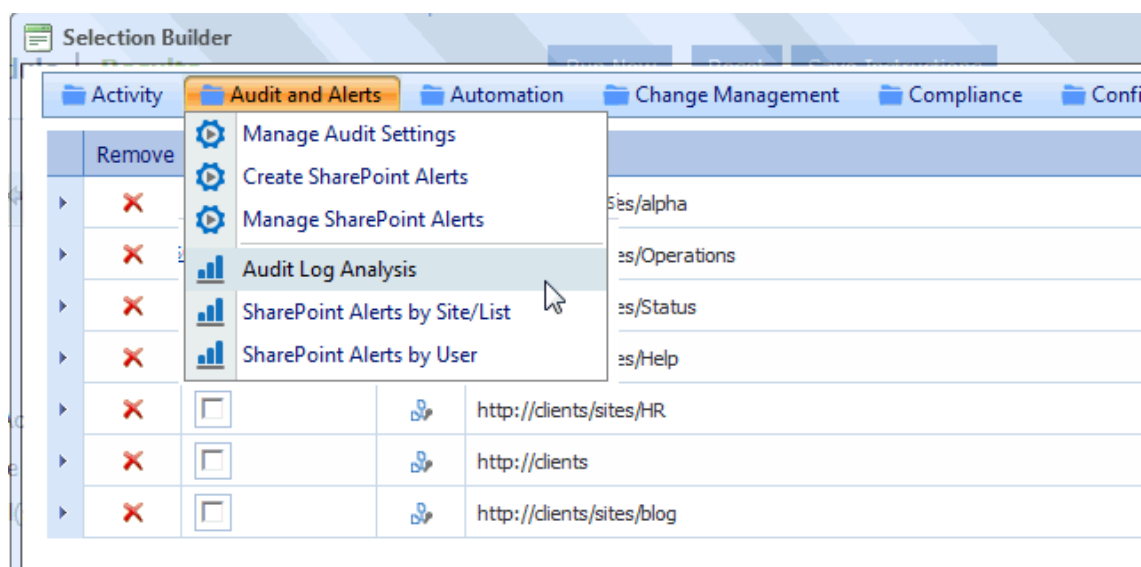 Selection Builder
Activity Audit and Alerts Automation Change Management Compliance Confi
Remove
Manage Audit Settings
Create SharePoint Alerts
Manage SharePoint Alerts
Audit Log Analysis
SharePoint Alerts by Site/List
SharePoint Alerts by User
es/alpha
es/Operations
es/Status
es/Help
http://clients/sites/HR
http://clients
http://clients/sites/blog